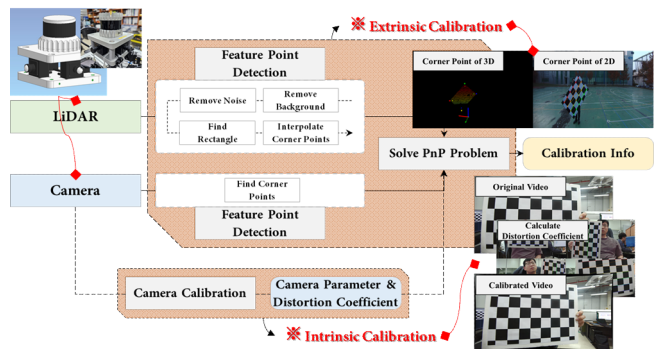 ※ Extrinsic Calibration
Feature Point
Detection
Corner Point of 3D
Corner Point of 2D
Remove Noise
Remove
Background
LiDAR
Find
Rectangle
Interpolate
Corner Points
Solve PnP Problem
Calibration Info
Camera
Find Corner
Points
Feature Point
Detection
Original Video
Calculate
Distortion Coefficient
Camera Calibration
Camera Parameter &
Distortion Coefficient
Calibrated Video
※ Intrinsic Calibration